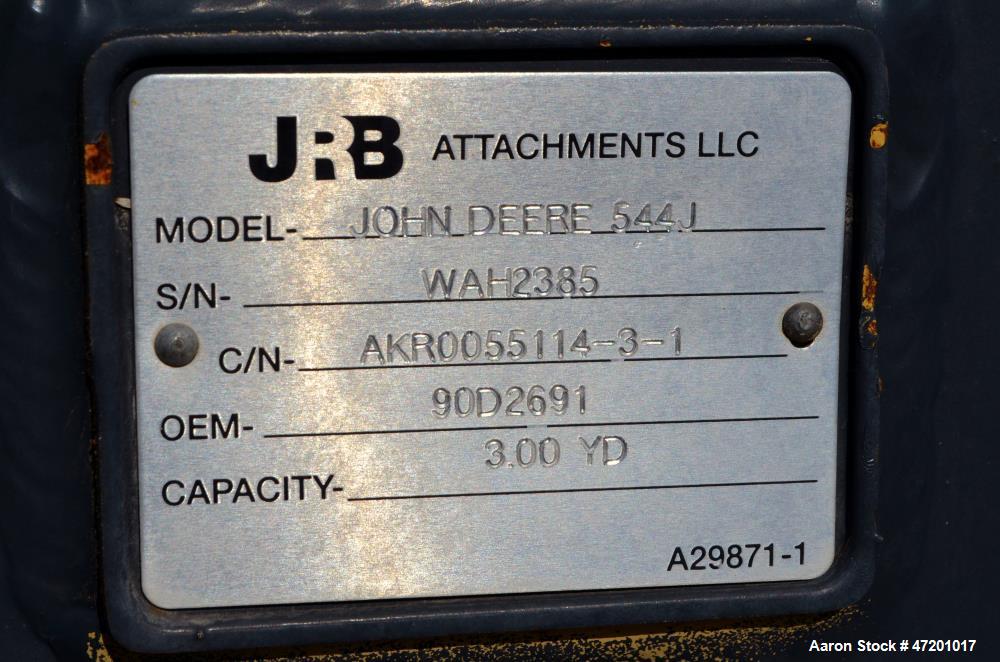 JRB ATTACHMENTS LLC
MODEL- JOHN DEERE 544J
S/N- WAH2385
C/N- AKR0055114-3-1
OEM- 90D2691
CAPACITY- 3.00 YD
A29871-1
Aaron Stock # 47201017